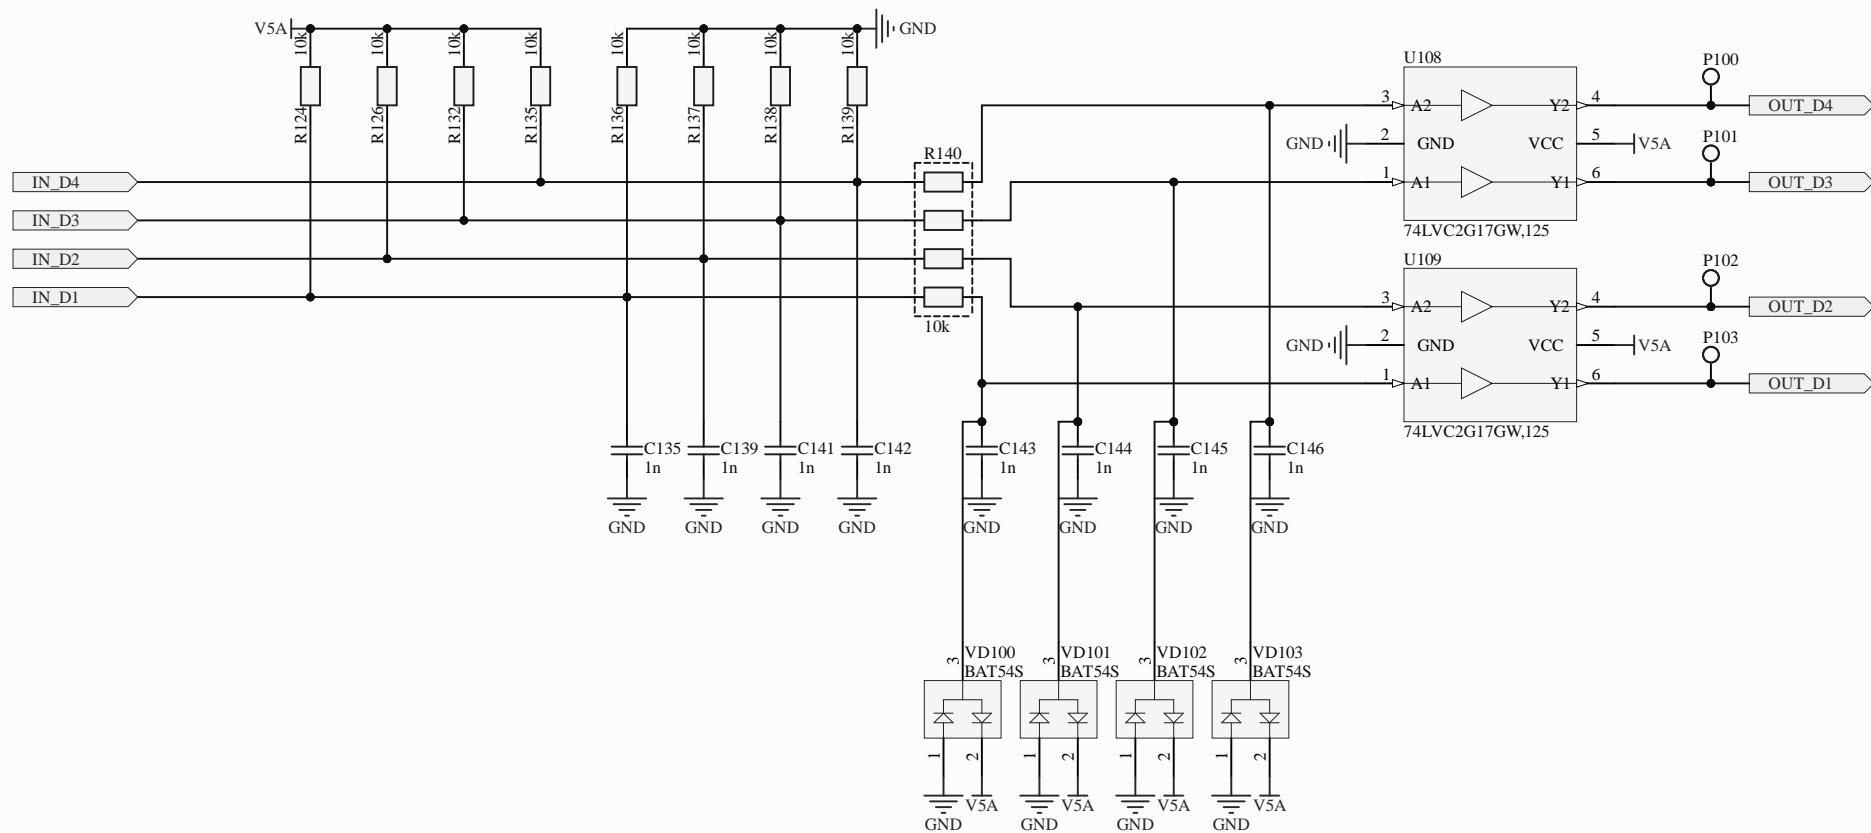 V5A
10k
10k
10k
10k
10k
10k
10k
10k
GND
R124
R126
R132
R135
R136
R137
R138
R139
IN_D4
IN_D3
IN_D2
IN_D1
R140
10k
U108
3 A2 Y2 4
GND 2 GND VCC 5 V5A
1 A1 Y1 6
74LVC2G17GW,125
P100
OUT_D4
P101
OUT_D3
U109
3 A2 Y2 4
GND 2 GND VCC 5 V5A
1 A1 Y1 6
74LVC2G17GW,125
P102
OUT_D2
P103
OUT_D1
C135
1n
GND
C139
1n
GND
C141
1n
GND
C142
1n
GND
C143
1n
GND
C144
1n
GND
C145
1n
GND
C146
1n
GND
VD100
BAT54S
3
1
2
GND
V5A
VD101
BAT54S
3
1
2
GND
V5A
VD102
BAT54S
3
1
2
GND
V5A
VD103
BAT54S
3
1
2
GND
V5A